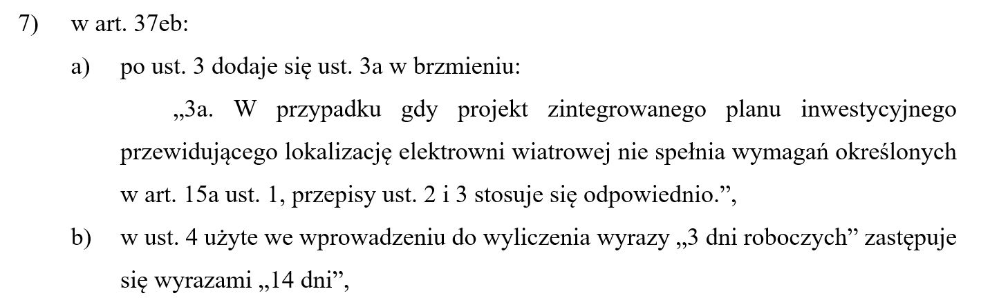 7) w art. 37eb:
a) po ust. 3 dodaje się ust. 3a w brzmieniu:
„3a. W przypadku gdy projekt zintegrowanego planu inwestycyjnego
przewidującego lokalizację elektrowni wiatrowej nie spełnia wymagań określonych
w art. 15a ust. 1, przepisy ust. 2 i 3 stosuje się odpowiednio.”,
b) w ust. 4 użyte we wprowadzeniu do wyliczenia wyrazy „3 dni roboczych” zastępuje
się wyrazami „14 dni”,